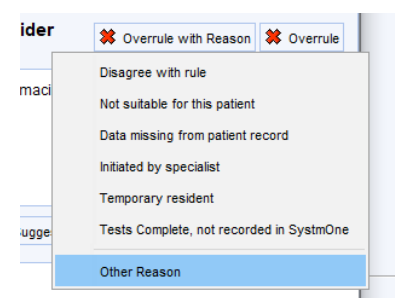 ider
Overrule with Reason
Overrule
Disagree with rule
maci
Not suitable for this patient
Data missing from patient record
Initiated by specialist
Temporary resident
Tests Complete, not recorded in SystmOne
ugge
Other Reason